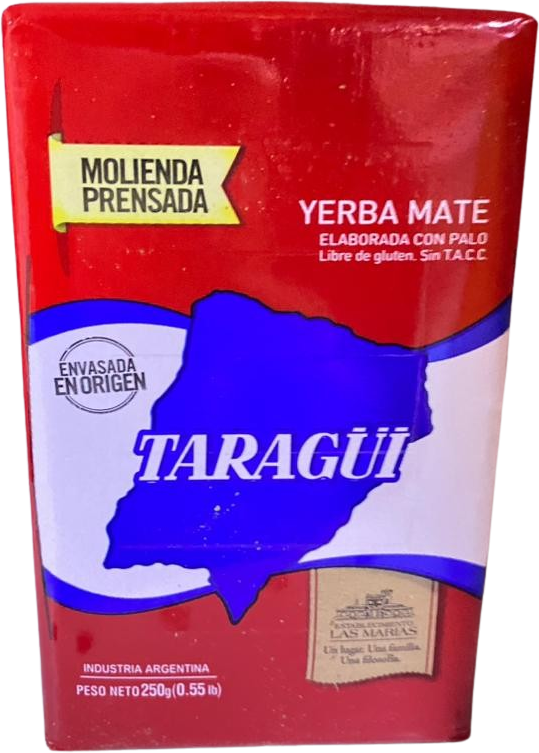 MOLIENDA
PRENSADA
YERBA MATE
ELABORADA CON PALO
Libre de gluten. Sin T.A.C.C.
ENVASADA
EN ORIGEN
TARAGÜÏ
ESTABLECIMIENTO
LAS MARÍAS
Un lugar. Una familia.
Una filosofía.
INDUSTRIA ARGENTINA
PESO NETO 250g (0.55 lb)